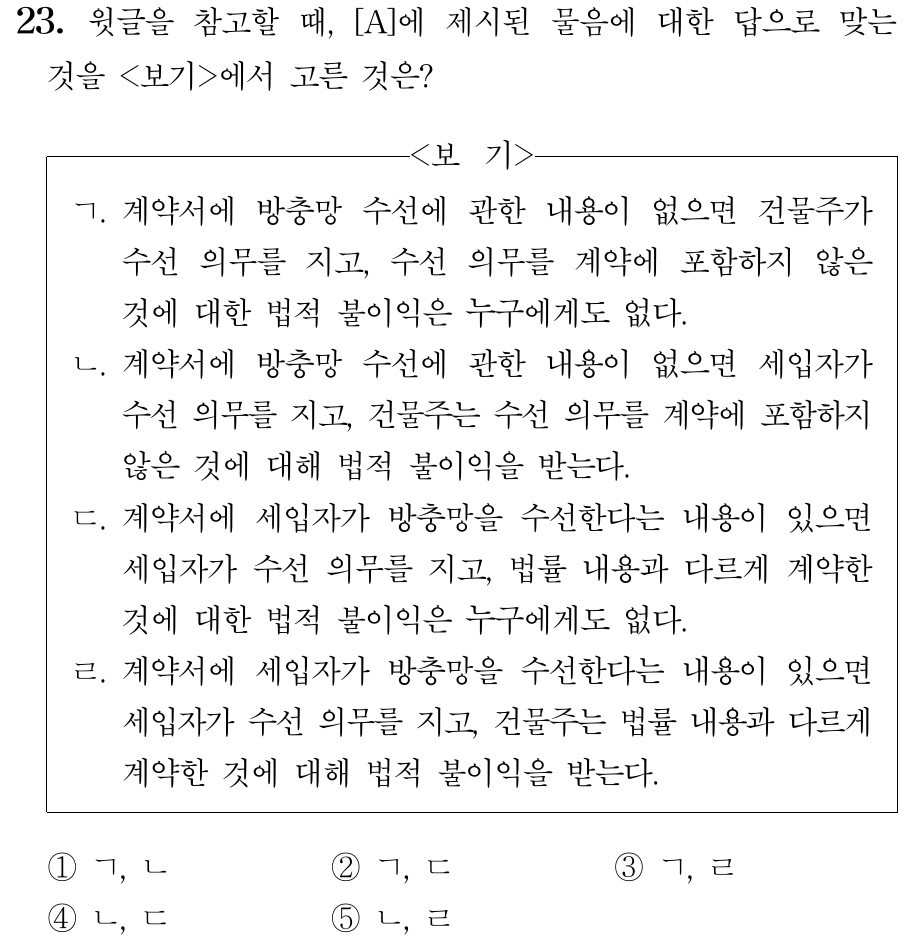 23. 윗글을 참고할 때, [A]에 제시된 물음에 대한 답으로 맞는
것을 <보기>에서 고른 것은?
<보 기>
ㄱ. 계약서에 방충망 수선에 관한 내용이 없으면 건물주가
수선 의무를 지고, 수선 의무를 계약에 포함하지 않은
것에 대한 법적 불이익은 누구에게도 없다.
ㄴ. 계약서에 방충망 수선에 관한 내용이 없으면 세입자가
수선 의무를 지고, 건물주는 수선 의무를 계약에 포함하지
않은 것에 대해 법적 불이익을 받는다.
ㄷ. 계약서에 세입자가 방충망을 수선한다는 내용이 있으면
세입자가 수선 의무를 지고, 법률 내용과 다르게 계약한
것에 대한 법적 불이익은 누구에게도 없다.
ㄹ. 계약서에 세입자가 방충망을 수선한다는 내용이 있으면
세입자가 수선 의무를 지고, 건물주는 법률 내용과 다르게
계약한 것에 대해 법적 불이익을 받는다.
① ㄱ, ㄴ ② ㄱ, ㄷ ③ ㄱ, ㄹ
④ ㄴ, ㄷ ⑤ ㄴ, ㄹ